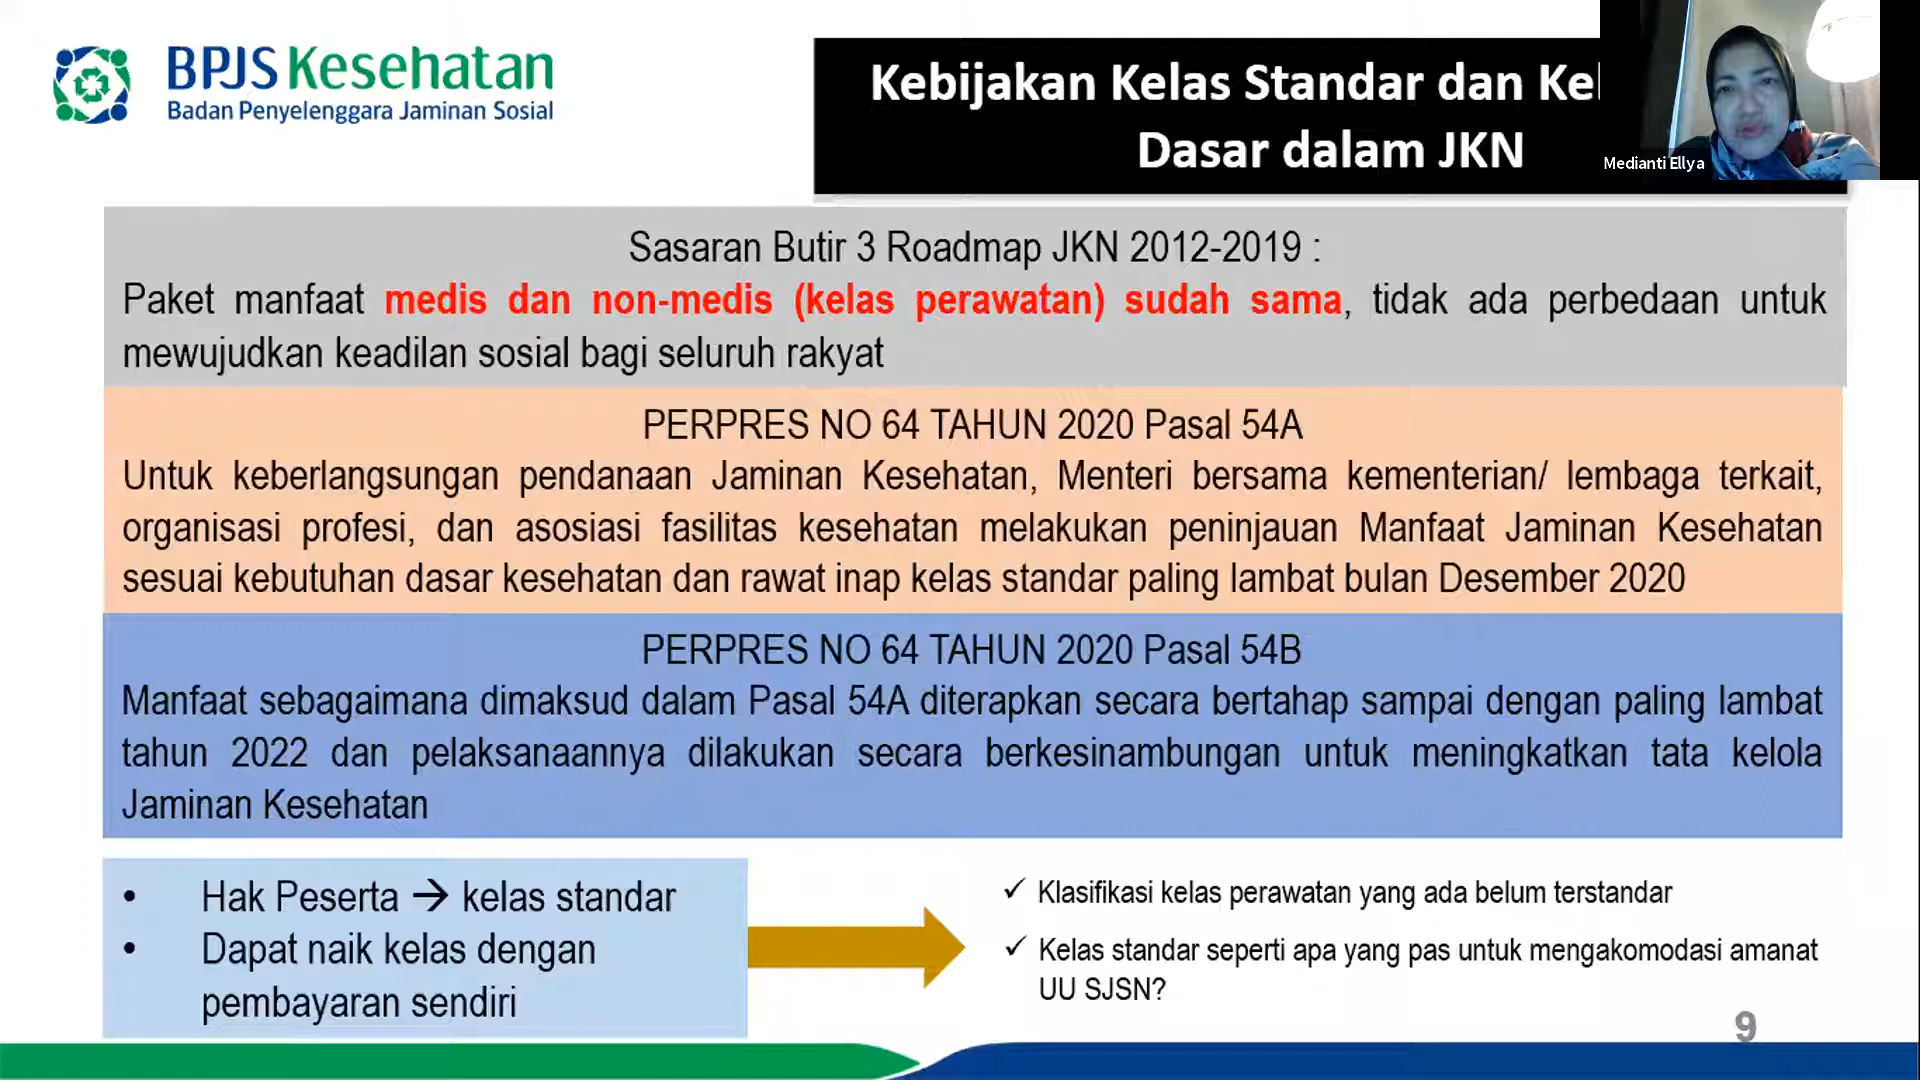 BPJS Kesehatan
Badan Penyelenggara Jaminan Sosial
Kebijakan Kelas Standar dan Kel
Dasar dalam JKN
Medianti Ellya
Sasaran Butir 3 Roadmap JKN 2012-2019 :
Paket manfaat medis dan non-medis (kelas perawatan) sudah sama, tidak ada perbedaan untuk
mewujudkan keadilan sosial bagi seluruh rakyat
PERPRES NO 64 TAHUN 2020 Pasal 54A
Untuk keberlangsungan pendanaan Jaminan Kesehatan, Menteri bersama kementerian/ lembaga terkait,
organisasi profesi, dan asosiasi fasilitas kesehatan melakukan peninjauan Manfaat Jaminan Kesehatan
sesuai kebutuhan dasar kesehatan dan rawat inap kelas standar paling lambat bulan Desember 2020
PERPRES NO 64 TAHUN 2020 Pasal 54B
Manfaat sebagaimana dimaksud dalam Pasal 54A diterapkan secara bertahap sampai dengan paling lambat
tahun 2022 dan pelaksanaannya dilakukan secara berkesinambungan untuk meningkatkan tata kelola
Jaminan Kesehatan
• Hak Peserta → kelas standar
• Dapat naik kelas dengan
pembayaran sendiri
✓ Klasifikasi kelas perawatan yang ada belum terstandar
✓ Kelas standar seperti apa yang pas untuk mengakomodasi amanat
UU SJSN?
9